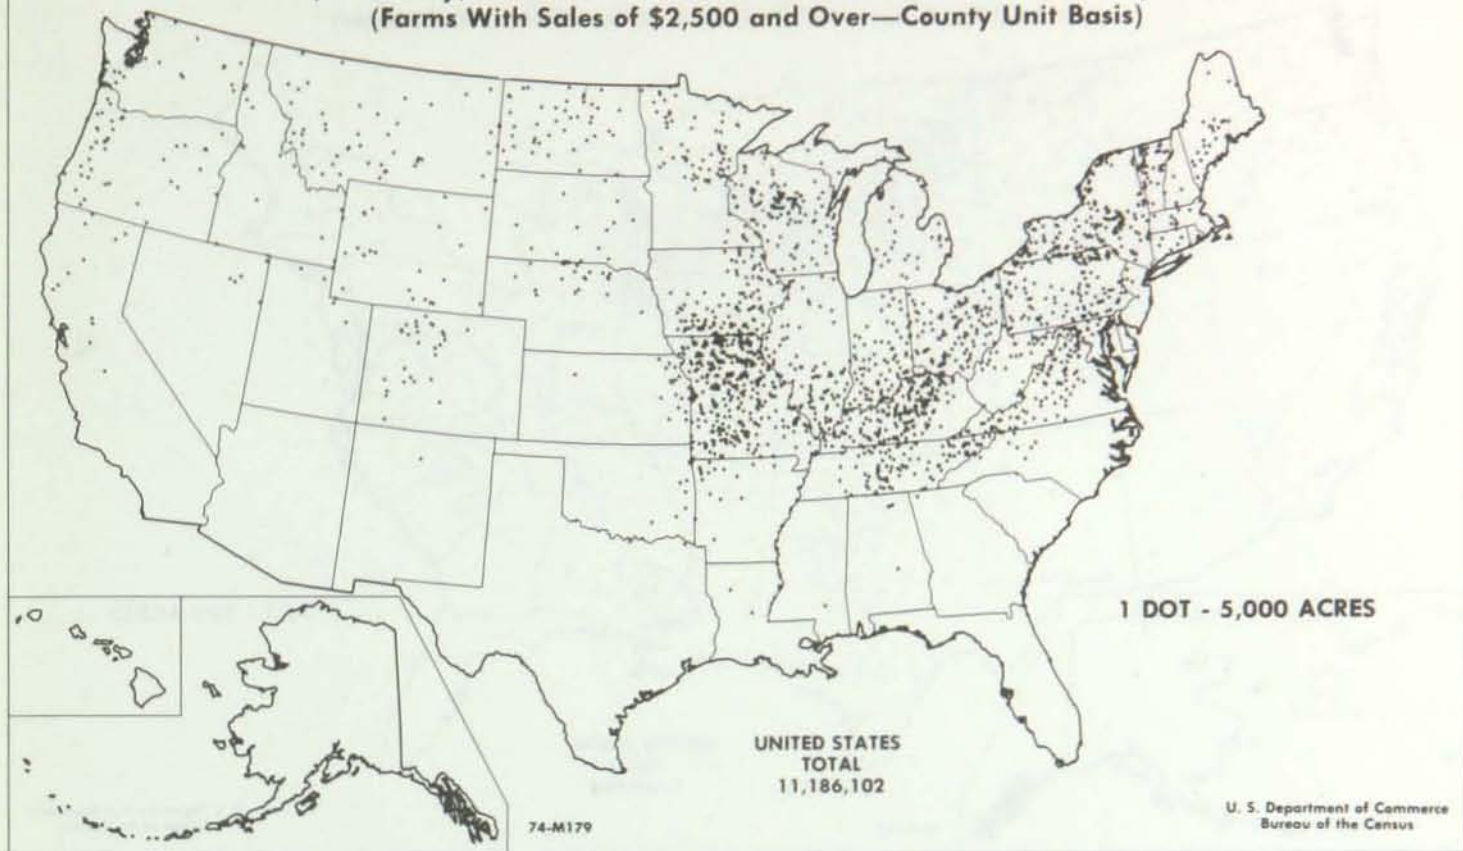 (Farms With Sales of $2,500 and Over—County Unit Basis)
1 DOT - 5,000 ACRES
UNITED STATES
TOTAL
11,186,102
74-M179
U. S. Department of Commerce
Bureau of the Census